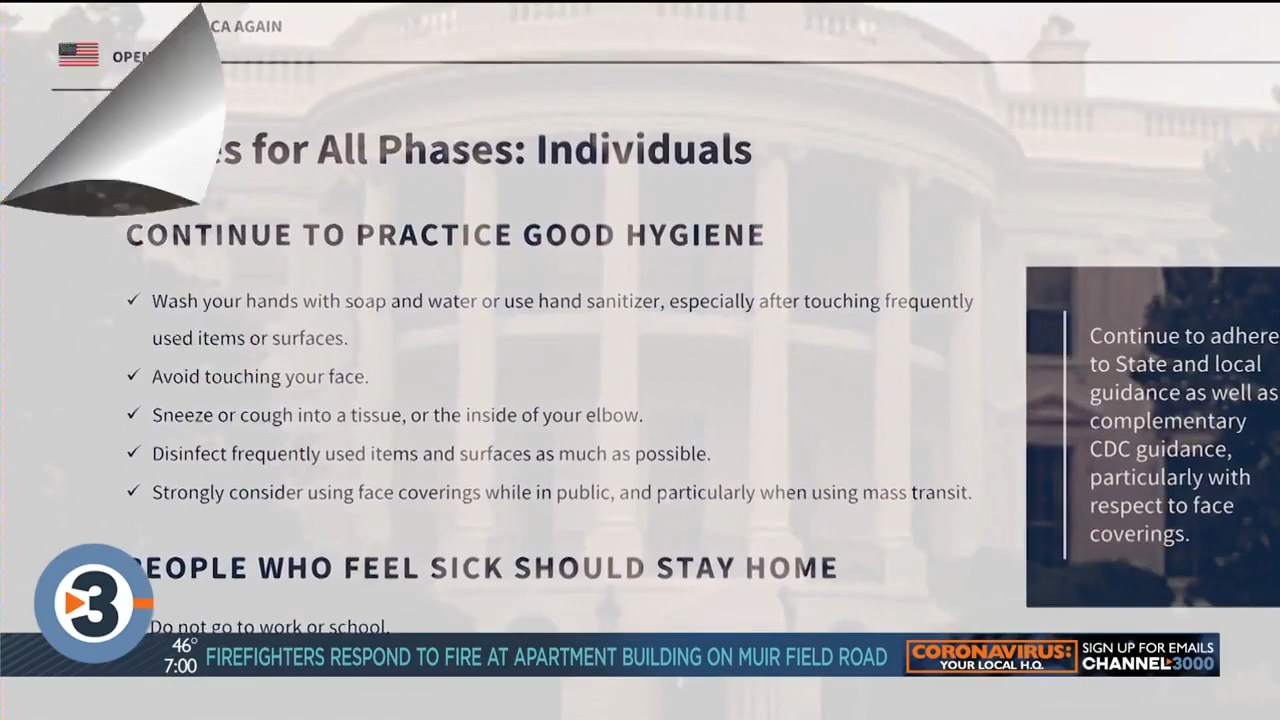 CA AGAIN
OPEN
s for All Phases: Individuals
CONTINUE TO PRACTICE GOOD HYGIENE
✓ Wash your hands with soap and water or use hand sanitizer, especially after touching frequently
used items or surfaces.
✓ Avoid touching your face.
✓ Sneeze or cough into a tissue, or the inside of your elbow.
✓ Disinfect frequently used items and surfaces as much as possible.
✓ Strongly consider using face coverings while in public, and particularly when using mass transit.
PEOPLE WHO FEEL SICK SHOULD STAY HOME
Do not go to work or school.
Continue to adhere
to State and local
guidance as well as
complementary
CDC guidance,
particularly with
respect to face
coverings.
3
46°
7:00
FIREFIGHTERS RESPOND TO FIRE AT APARTMENT BUILDING ON MUIR FIELD ROAD
CORONAVIRUS:
YOUR LOCAL H.Q.
SIGN UP FOR EMAILS
CHANNEL3000